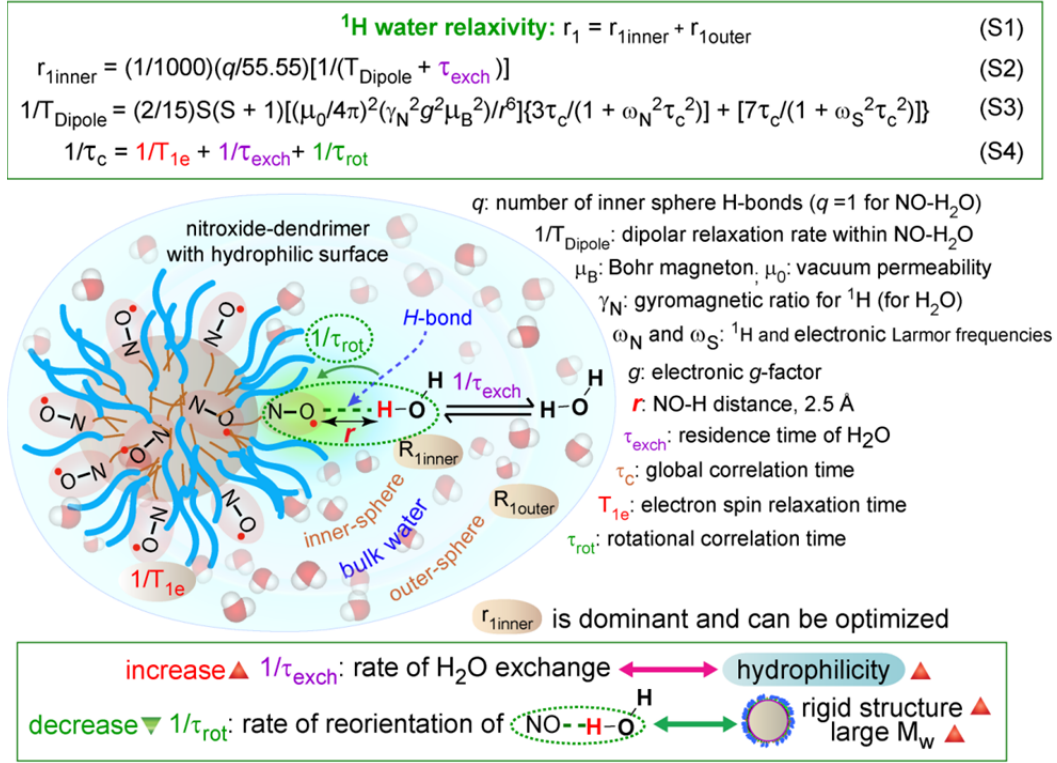 ¹H water relaxivity: r₁ = r₁inner + r₁outer (S1)
r₁inner = (1/1000)(q/55.55)[1/(T_Dipole + τ_exch)] (S2)
1/T_Dipole = (2/15)S(S + 1)[(μ₀/4π)²(γ_N²g²μ_B²)/r⁶]{3τ_c/(1 + ω_N²τ_c²)] + [7τ_c/(1 + ω_S²τ_c²)]} (S3)
1/τ_c = 1/T₁e + 1/τ_exch + 1/τ_rot (S4)
nitroxide-dendrimer
with hydrophilic surface
q: number of inner sphere H-bonds (q =1 for NO-H₂O)
1/T_Dipole: dipolar relaxation rate within NO-H₂O
μ_B: Bohr magneton, μ₀: vacuum permeability
γ_N: gyromagnetic ratio for ¹H (for H₂O)
ω_N and ω_S: ¹H and electronic Larmor frequencies
g: electronic g-factor
r: NO-H distance, 2.5 Å
τ_exch: residence time of H₂O
τ_c: global correlation time
T₁e: electron spin relaxation time
τ_rot: rotational correlation time
H-bond
1/τ_rot
1/τ_exch
N–O
N–O
N–O
N–O
N–O
N–O
N–O
N–O
N–O
H–O
H
H–O
H
r
R₁inner
R₁outer
inner-sphere
bulk water
outer-sphere
1/T₁e
r₁inner is dominant and can be optimized
increase 1/τ_exch: rate of H₂O exchange hydrophilicity
decrease 1/τ_rot: rate of reorientation of NO--H–O
H
rigid structure
large M_w